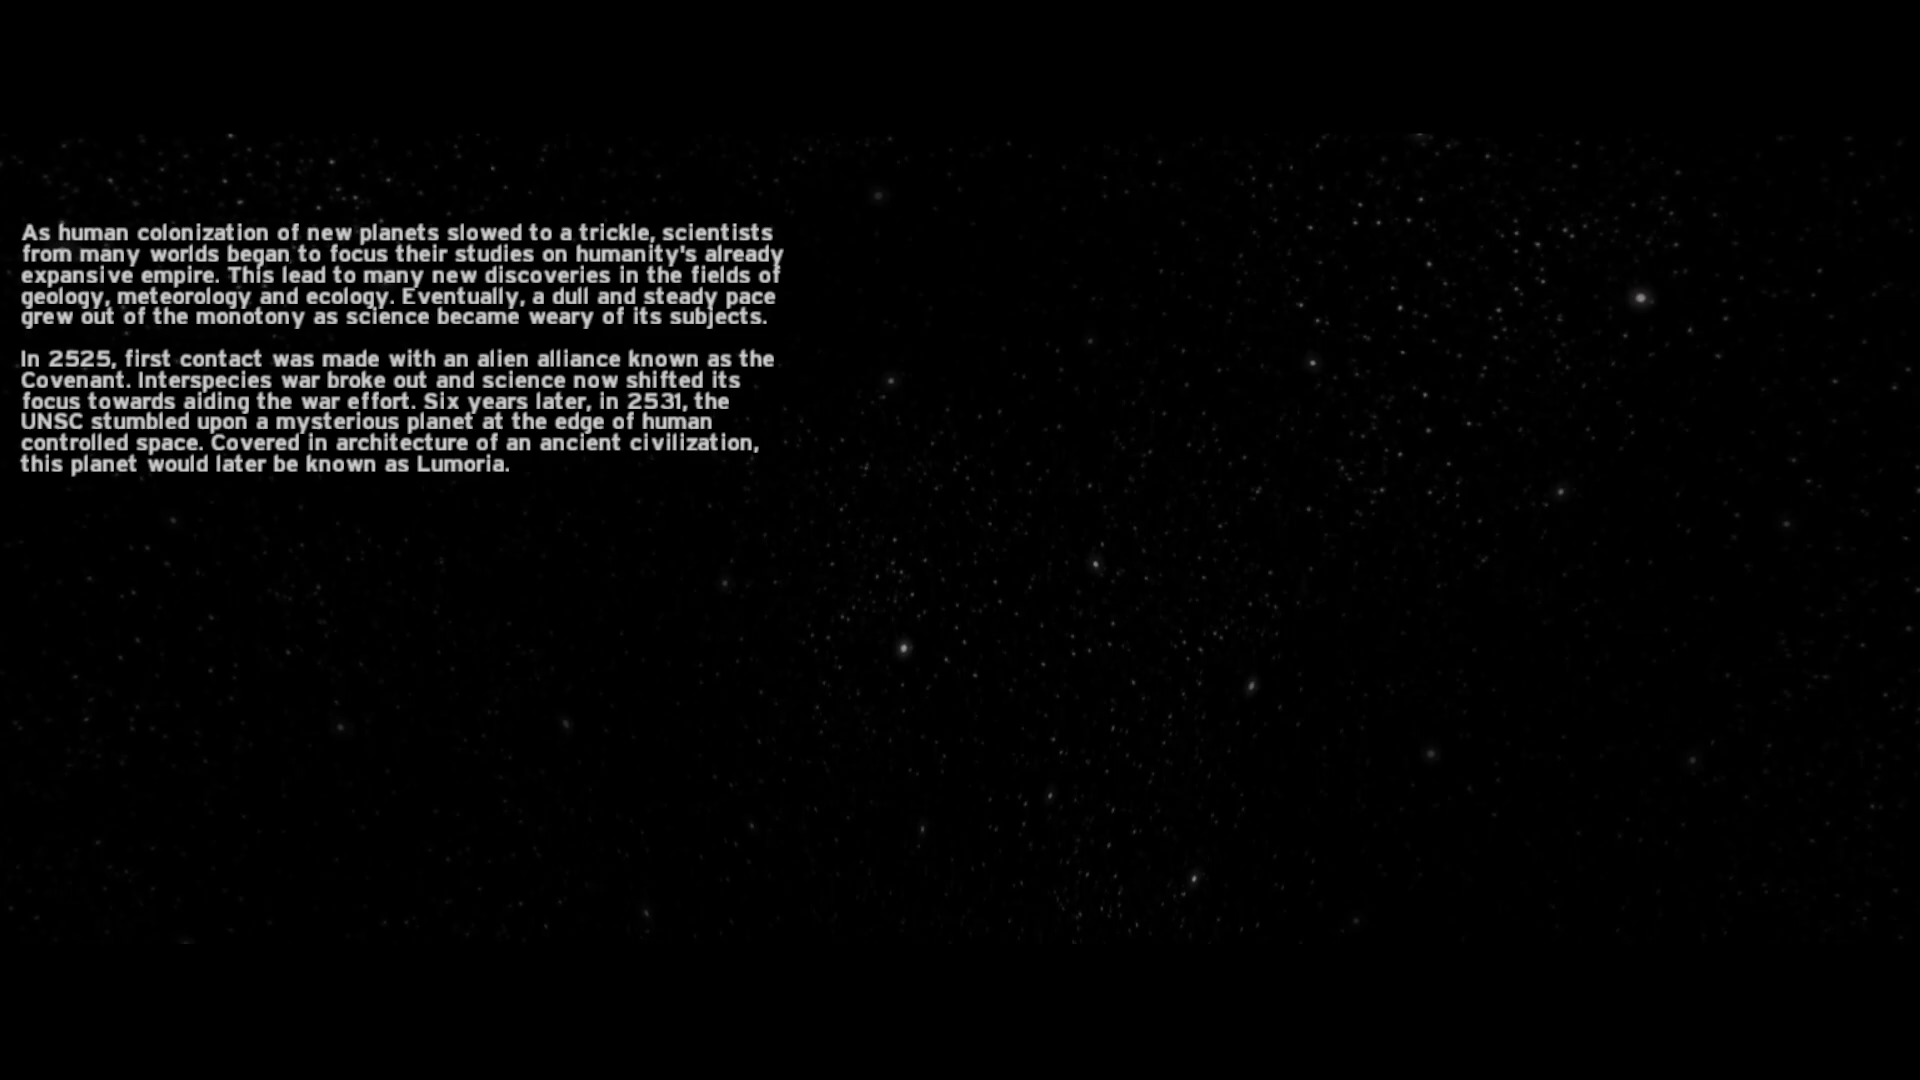 As human colonization of new planets slowed to a trickle, scientists
from many worlds began to focus their studies on humanity's already
expansive empire. This lead to many new discoveries in the fields of
geology, meteorology and ecology. Eventually, a dull and steady pace
grew out of the monotony as science became weary of its subjects.
In 2525, first contact was made with an alien alliance known as the
Covenant. Interspecies war broke out and science now shifted its
focus towards aiding the war effort. Six years later, in 2531, the
UNSC stumbled upon a mysterious planet at the edge of human
controlled space. Covered in architecture of an ancient civilization,
this planet would later be known as Lumoria.